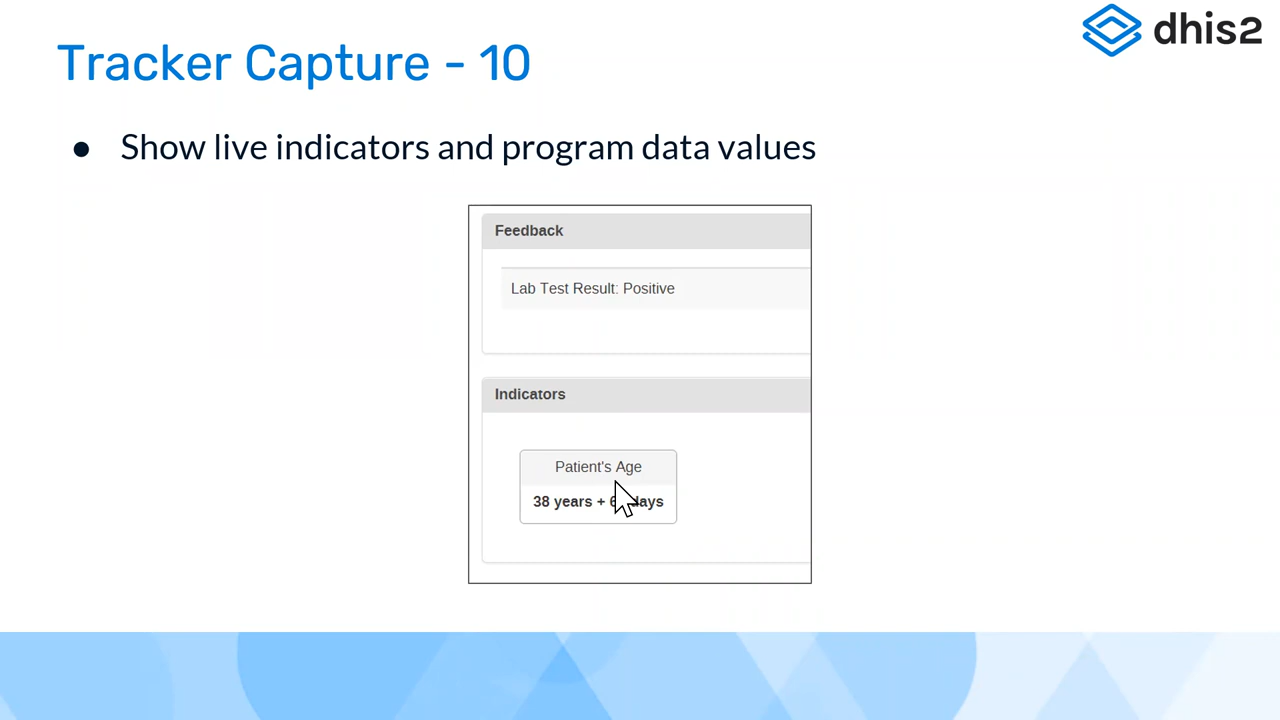 dhis2
Tracker Capture - 10
● Show live indicators and program data values
Feedback
Lab Test Result: Positive
Indicators
Patient's Age
38 years + days